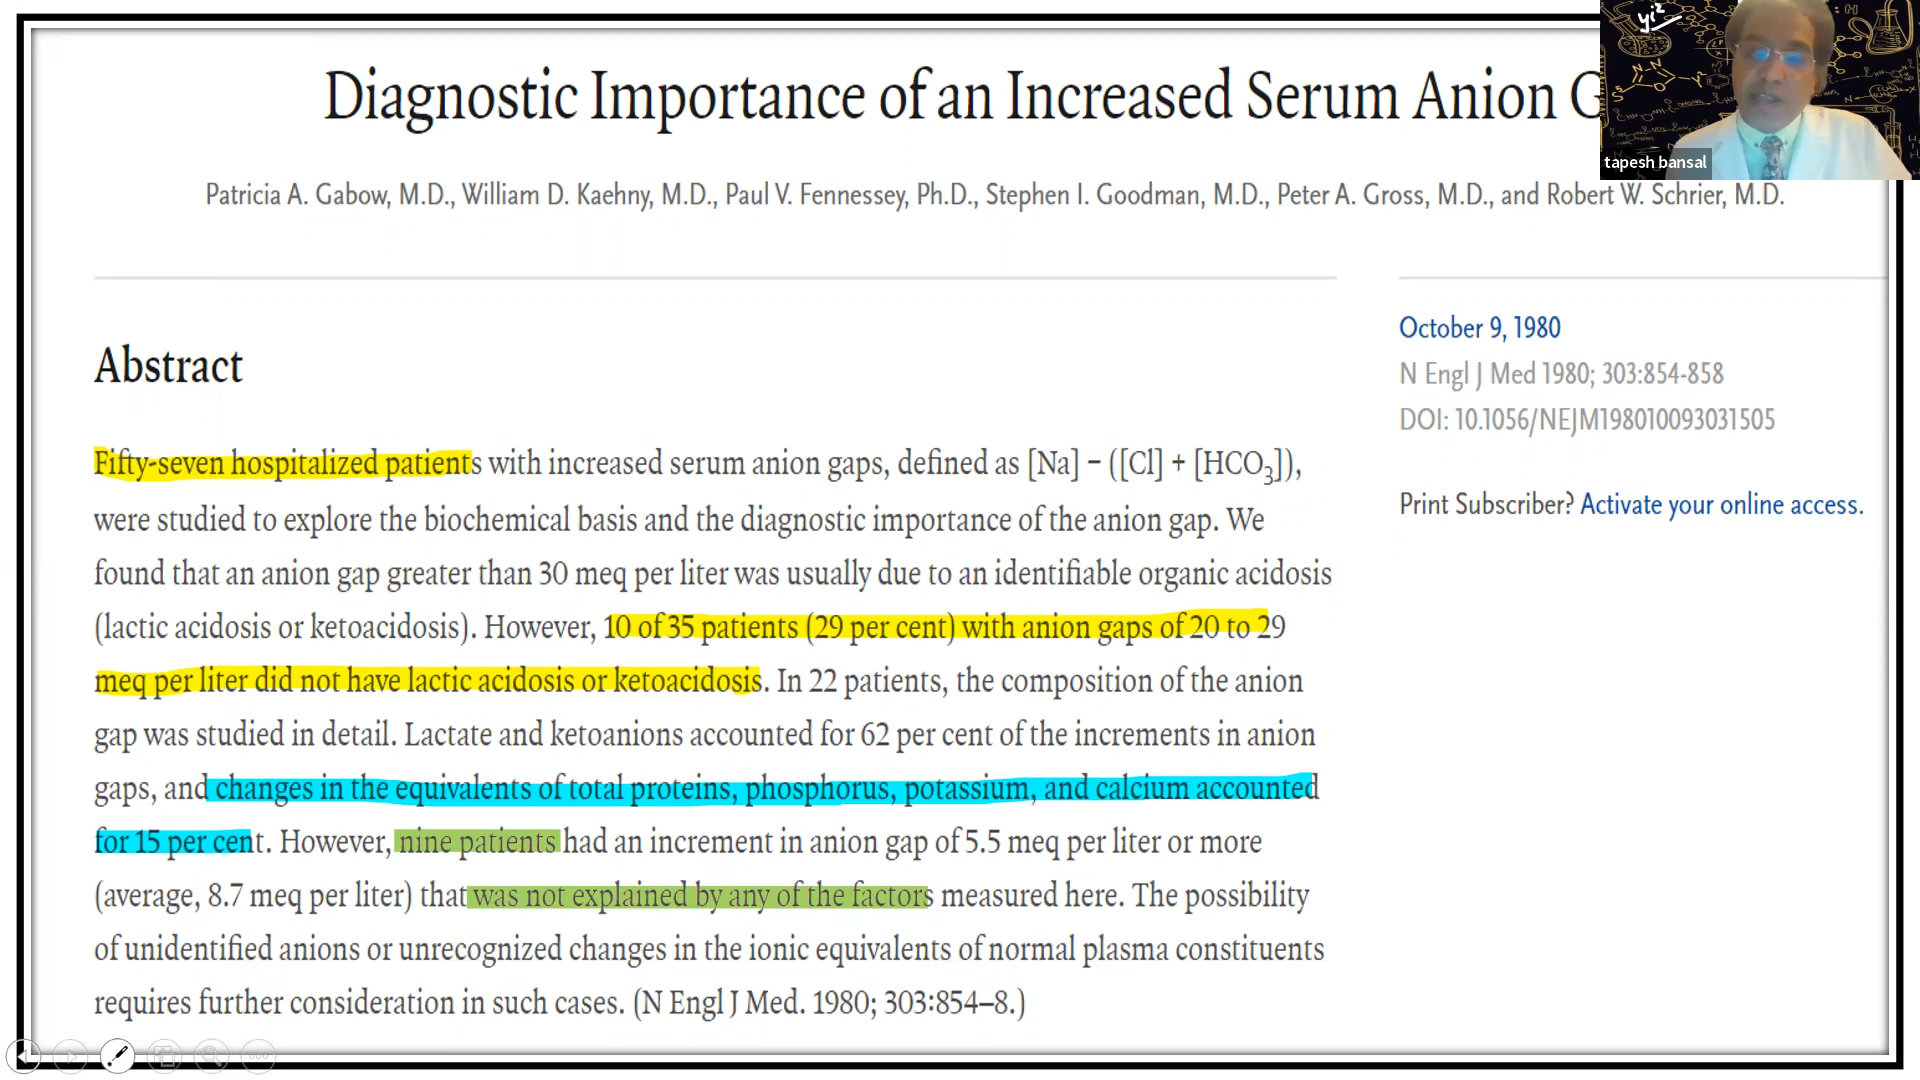 Diagnostic Importance of an Increased Serum Anion G
tapesh bansal
Patricia A. Gabow, M.D., William D. Kaehny, M.D., Paul V. Fennessey, Ph.D., Stephen I. Goodman, M.D., Peter A. Gross, M.D., and Robert W. Schrier, M.D.
Abstract
Fifty-seven hospitalized patients with increased serum anion gaps, defined as [Na] − ([Cl] + [HCO₃]),
were studied to explore the biochemical basis and the diagnostic importance of the anion gap. We
found that an anion gap greater than 30 meq per liter was usually due to an identifiable organic acidosis
(lactic acidosis or ketoacidosis). However, 10 of 35 patients (29 per cent) with anion gaps of 20 to 29
meq per liter did not have lactic acidosis or ketoacidosis. In 22 patients, the composition of the anion
gap was studied in detail. Lactate and ketoanions accounted for 62 per cent of the increments in anion
gaps, and changes in the equivalents of total proteins, phosphorus, potassium, and calcium accounted
for 15 per cent. However, nine patients had an increment in anion gap of 5.5 meq per liter or more
(average, 8.7 meq per liter) that was not explained by any of the factors measured here. The possibility
of unidentified anions or unrecognized changes in the ionic equivalents of normal plasma constituents
requires further consideration in such cases. (N Engl J Med. 1980; 303:854–8.)
October 9, 1980
N Engl J Med 1980; 303:854-858
DOI: 10.1056/NEJM198010093031505
Print Subscriber? Activate your online access.